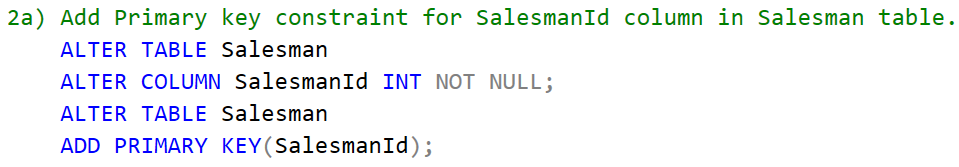 2a) Add Primary key constraint for SalesmanId column in Salesman table.
ALTER TABLE Salesman
ALTER COLUMN SalesmanId INT NOT NULL;
ALTER TABLE Salesman
ADD PRIMARY KEY(SalesmanId);